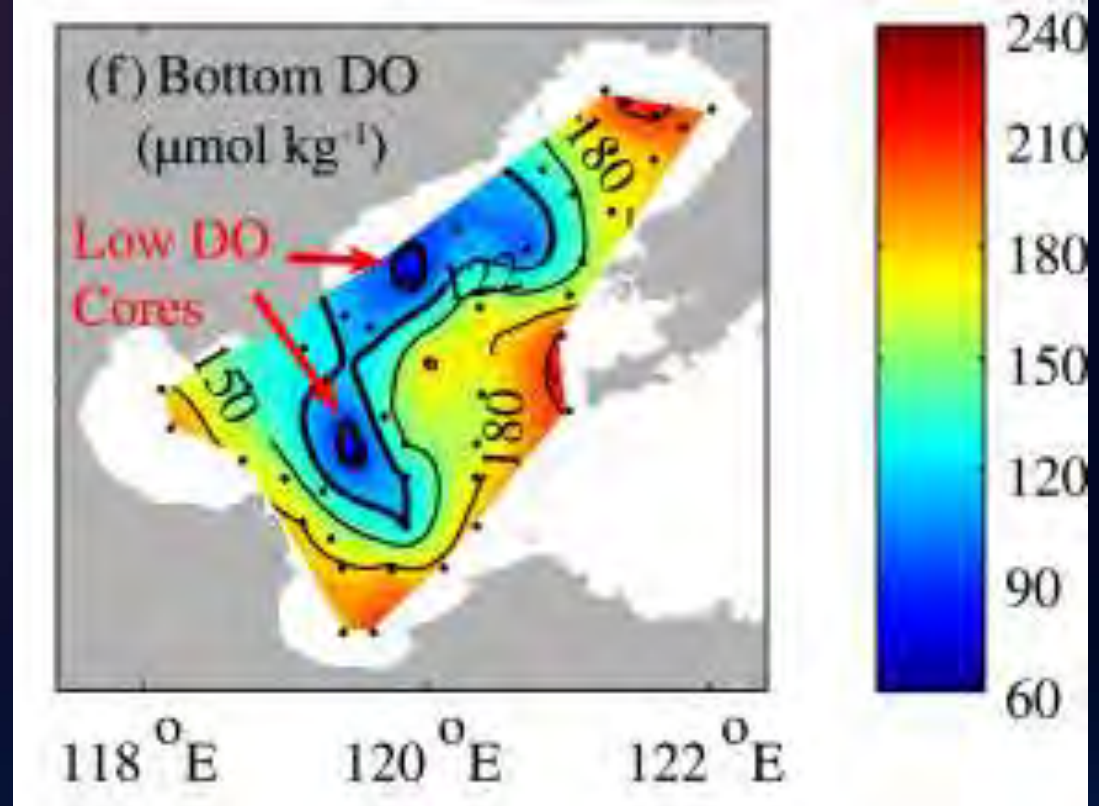 (f) Bottom DO
(μmol kg⁻¹)
Low DO
Cores
180
150
180
240
210
180
150
120
90
60
118 °E
120 °E
122 °E